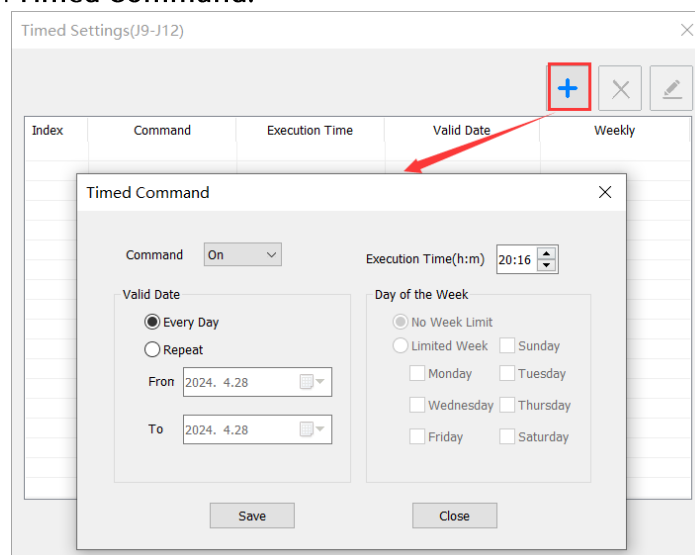 Timed Command.
Timed Settings(J9-J12)
Index Command Execution Time Valid Date Weekly
Timed Command
Command On Execution Time(h:m) 20:16
Valid Date Day of the Week
Every Day No Week Limit
Repeat Limited Week Sunday
From 2024. 4.28 Monday Tuesday
Wednesday Thursday
To 2024. 4.28 Friday Saturday
Save Close